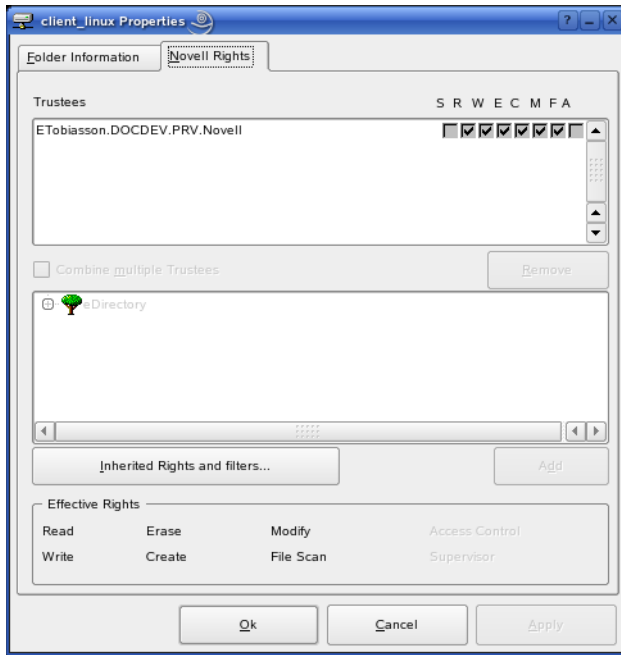 client_linux Properties
Folder Information
Novell Rights
Trustees
S R W E C M F A
ETobiasson.DOCDEV.PRV.Novell
Combine multiple Trustees
Remove
eDirectory
Inherited Rights and filters...
Add
Effective Rights
Read Erase Modify Access Control
Write Create File Scan Supervisor
Ok
Cancel
Apply